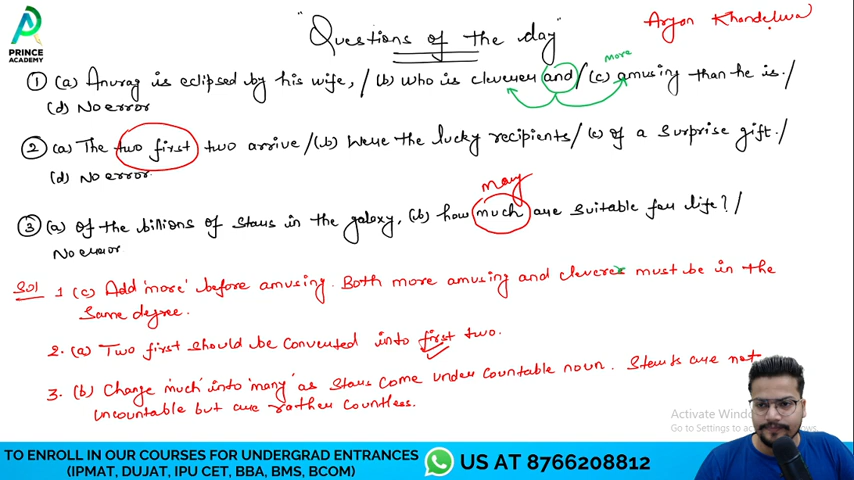 PRINCE
ACADEMY
"Questions of the day"
Aryan Khandelwal
more
① (a) Anurag is eclipsed by his wife, / (b) who is cleverer and / (c) amusing than he is. /
(d) No error
② (a) The two first two arrive / (b) Were the lucky recipients / (c) of a surprise gift. /
(d) No error.
many
③ (a) of the billions of stars in the galaxy, (b) how much are suitable for life? /
No error
Sol 1 (c) Add 'more' before amusing. Both more amusing and cleverer must be in the
same degree.
2. (a) Two first should be converted into first two.
3. (b) Change 'much' into 'many' as stars come under countable noun. Stars are not
uncountable but are rather countless.
Activate Windo
Go to Settings to activate Windows.
TO ENROLL IN OUR COURSES FOR UNDERGRAD ENTRANCES
(IPMAT, DUJAT, IPU CET, BBA, BMS, BCOM)
US AT 8766208812